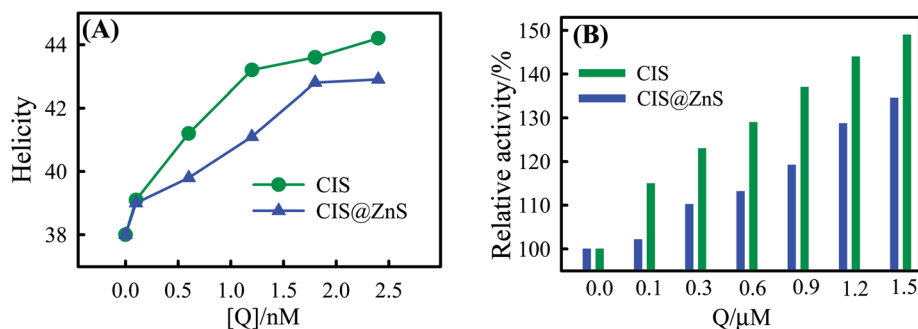 (A)
Helicity
44
42
40
38
CIS
CIS@ZnS
0.0 0.5 1.0 1.5 2.0 2.5
[Q]/nM
(B)
Relative activity/%
150
140
130
120
110
100
CIS
CIS@ZnS
0.0 0.1 0.3 0.6 0.9 1.2 1.5
Q/μM